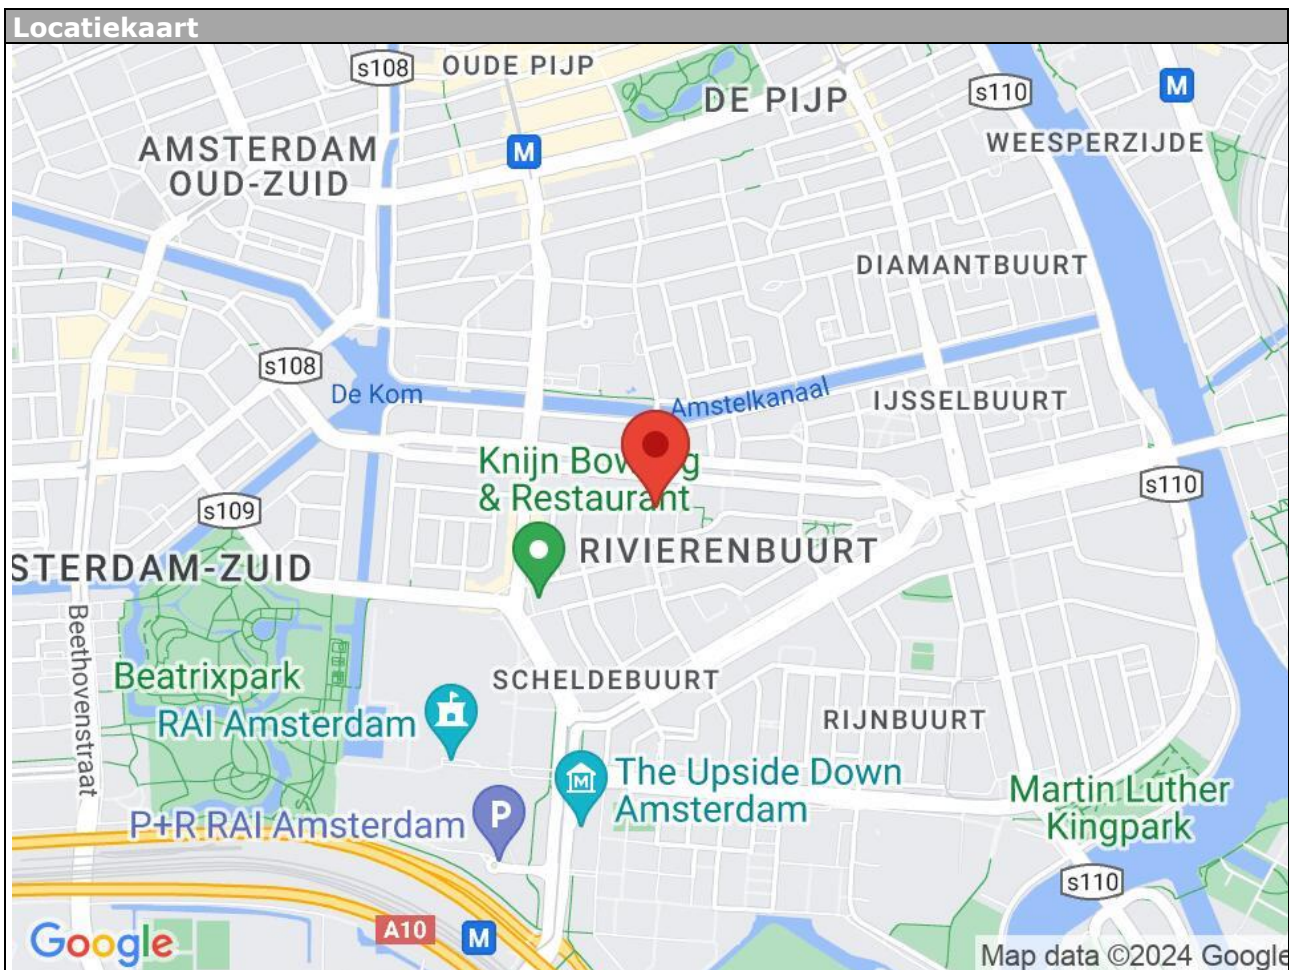 Locatiekaart
s108
OUDE PIJP
DE PIJP
s110
M
AMSTERDAM
OUD-ZUID
M
WEESPERZIJDE
DIAMANTBUURT
s108
De Kom
Amstelkanaal
IJSSELBUURT
Knijn Bow g
& Restaurant
s109
s110
RIVIERENBUURT
STERDAM-ZUID
Beethovenstraat
Beatrixpark
SCHELDEBUURT
RAI Amsterdam
RIJNBUURT
The Upside Down
Amsterdam
M
Martin Luther
Kingpark
P+R RAI Amsterdam
P
s110
A10
M
Google
Map data ©2024 Google